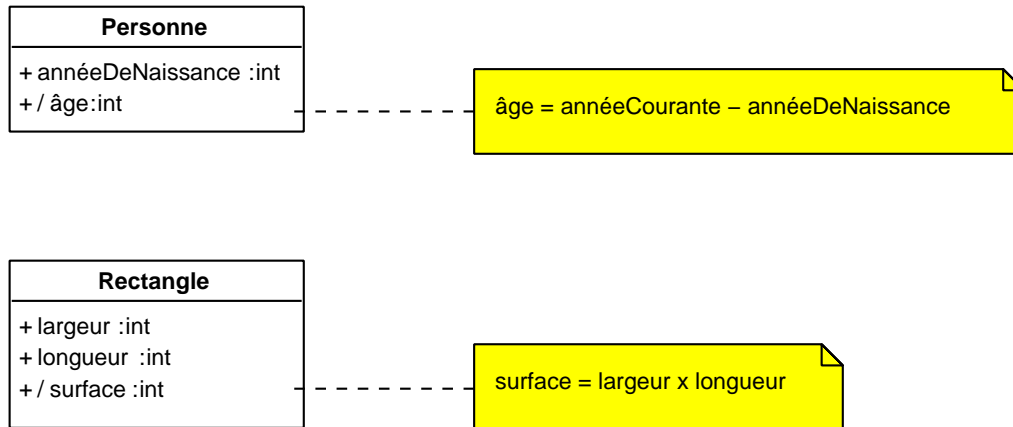 Personne
+ annéeDeNaissance :int
+ / âge:int
âge = annéeCourante – annéeDeNaissance
Rectangle
+ largeur :int
+ longueur :int
+ / surface :int
surface = largeur x longueur